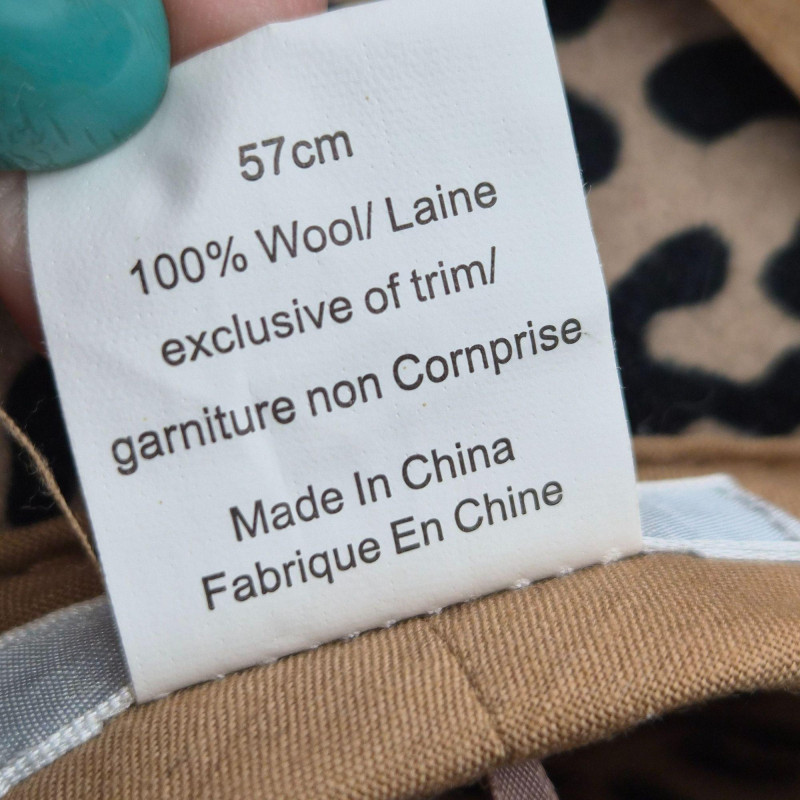 57cm
100% Wool/ Laine
exclusive of trim/
garniture non Cornprise
Made In China
Fabrique En Chine